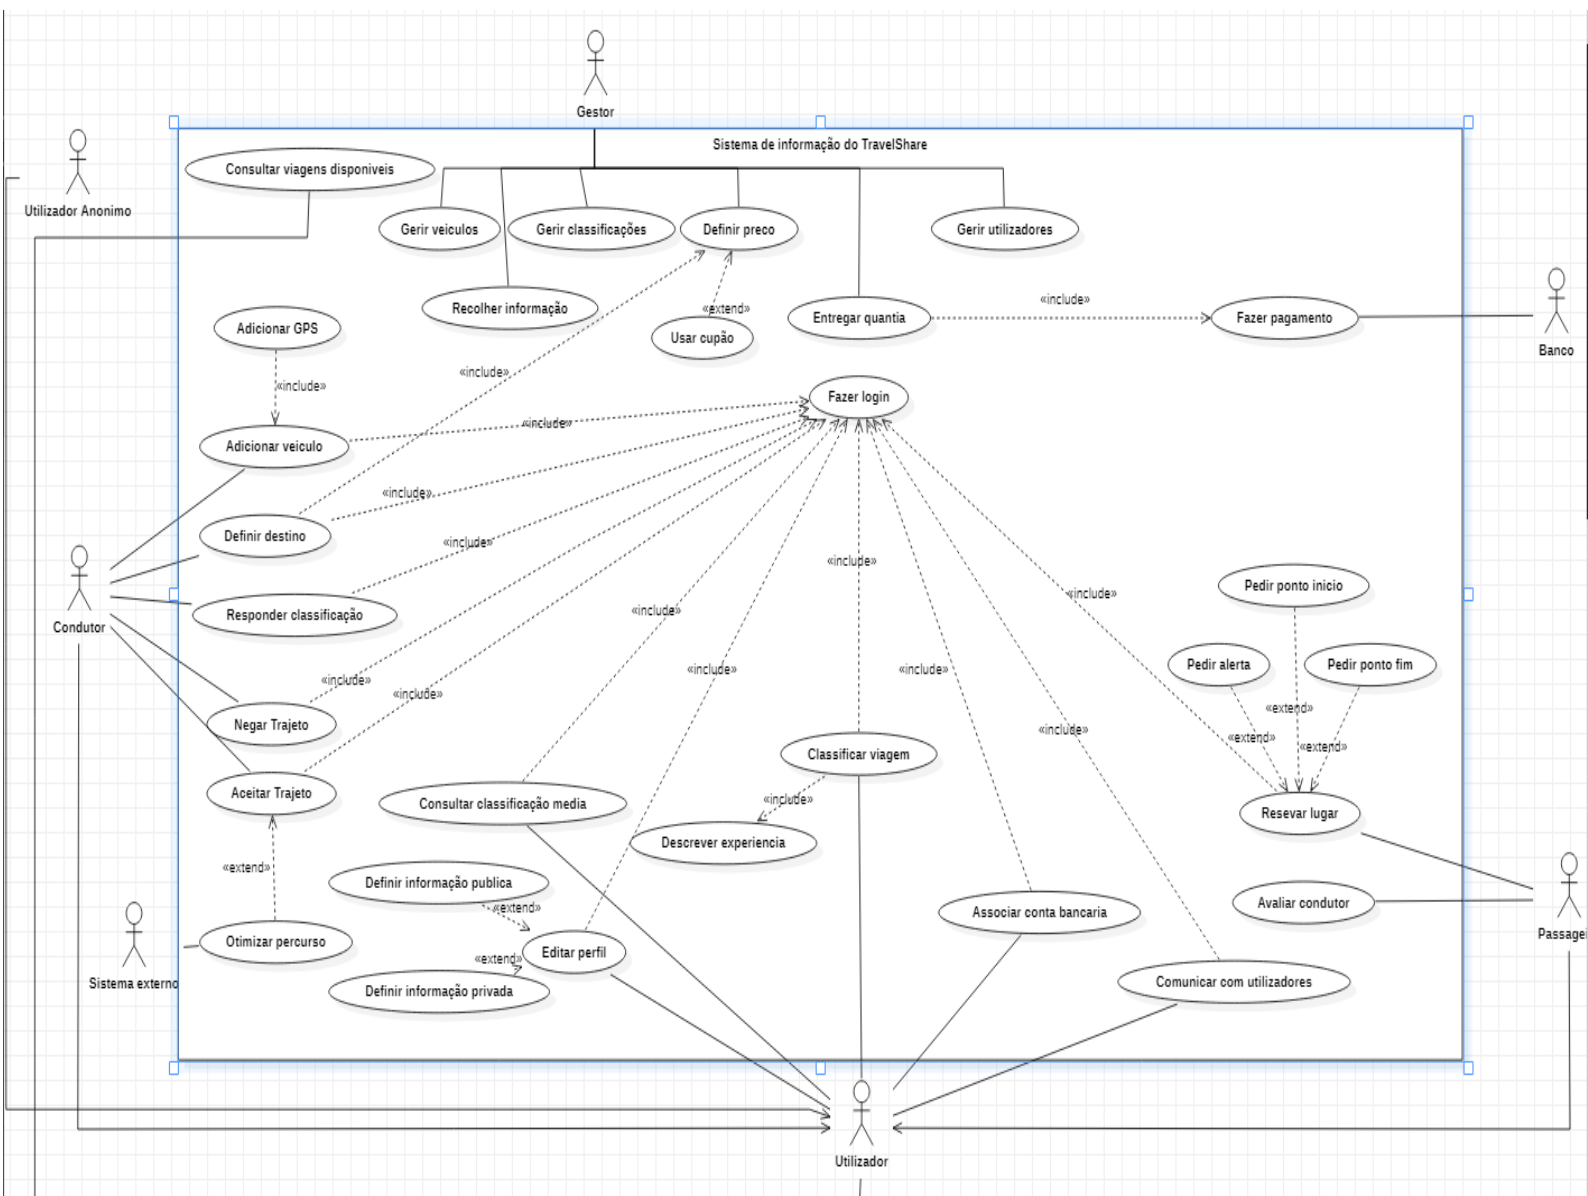 Gestor
Sistema de informação do TravelShare
Consultar viagens disponiveis
Utilizador Anonimo
Gerir veiculos
Gerir classificações
Definir preco
Gerir utilizadores
Recolher informação
«extend»
«include»
Adicionar GPS
Entregar quantia
Fazer pagamento
Usar cupão
Banco
«include»
«include»
Fazer login
«include»
Adicionar veiculo
«include»
Definir destino
«include»
«include»
Pedir ponto inicio
«include»
Responder classificação
«include»
Condutor
Pedir alerta
Pedir ponto fim
«include»
«include»
«include»
«include»
«extend»
Negar Trajeto
«include»
«extend»
«extend»
Classificar viagem
Aceitar Trajeto
Consultar classificação media
«include»
Resevar lugar
Descrever experiencia
«extend»
Definir informação publica
«extend»
Associar conta bancaria
Avaliar condutor
Passage
Otimizar percurso
Editar perfil
«extend»
Sistema externo
Definir informação privada
Comunicar com utilizadores
Utilizador